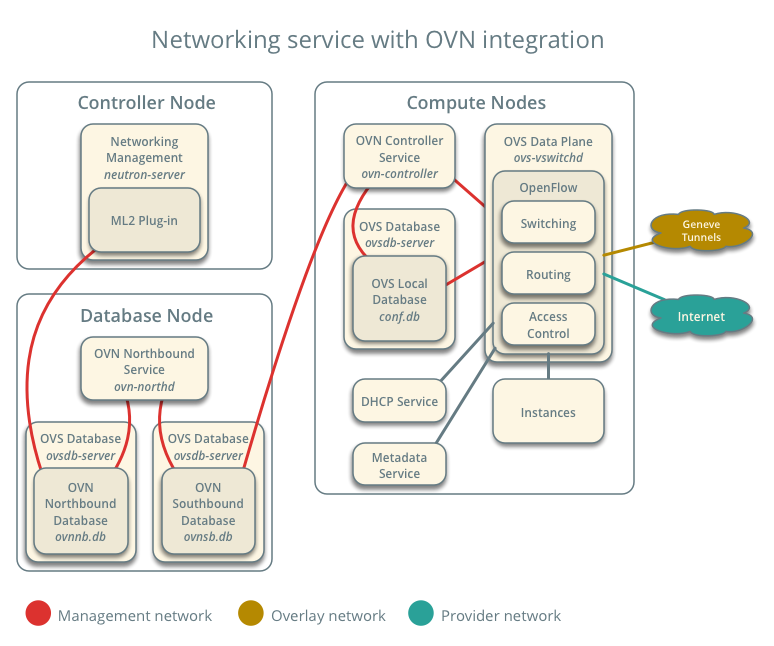 Networking service with OVN integration
Controller Node
Networking
Management
neutron-server
ML2 Plug-in
Database Node
OVN Northbound
Service
ovn-northd
OVS Database
ovsdb-server
OVN
Northbound
Database
ovnnb.db
OVS Database
ovsdb-server
OVN
Southbound
Database
ovnsb.db
Compute Nodes
OVN Controller
Service
ovn-controller
OVS Database
ovsdb-server
OVS Local
Database
conf.db
DHCP Service
Metadata
Service
OVS Data Plane
ovs-vswitchd
OpenFlow
Switching
Routing
Access
Control
Instances
Geneve
Tunnels
Internet
Management network
Overlay network
Provider network